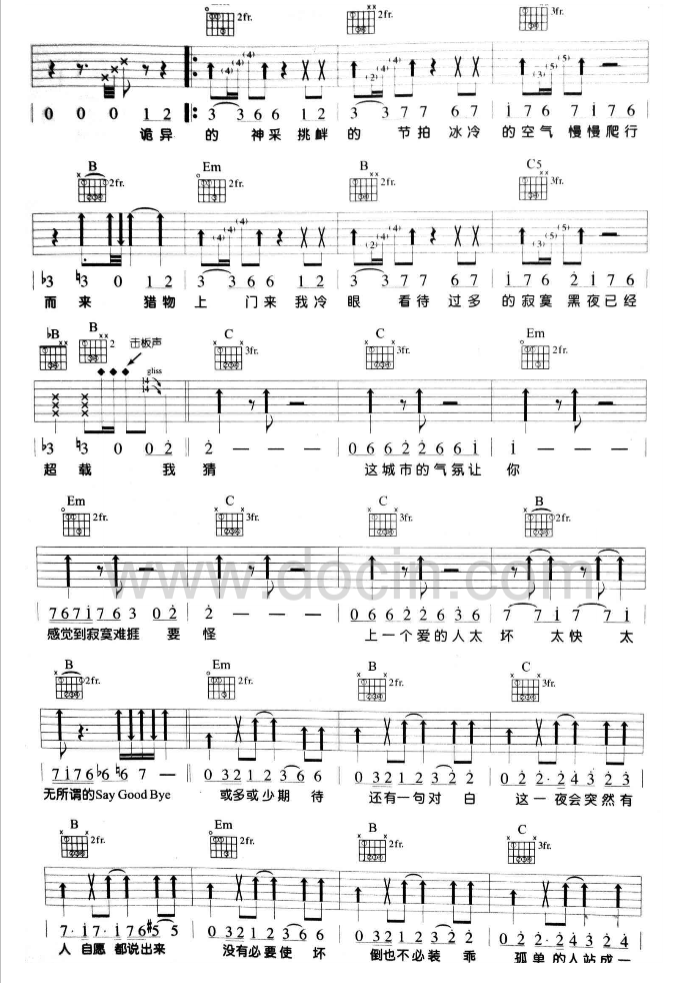 2fr. 2fr. 3fr.
0 0 0 12 3 3 6 6 12 3 3 7 7 6 7 i 7 6 7 i 7 6
诡异 的 神采 挑衅 的 节拍 冰冷 的空气 慢慢爬行
B Em B C5
2fr. 2fr. 3fr.
♭3 ♮3 0 12 3 3 6 6 12 3 3 7 7 6 7 i 7 6 2 i 7 6
而 来 猎物 上 门来 我冷 眼 看待 过多 的寂寞 黑夜已经
♭B B 击板声 C C Em
2 gliss 3fr. 3fr. 2fr.
♭3 ♮3 0 02 2 — — — 0 6 6 2 2 6 6 i i — — —
超 载 我 猜 这城市的气氛让 你
Em C C B
2fr. 3fr. 3fr. 2fr.
www.docin.com
7 6 7 i 7 6 3 0 2 2 — — — 0 6 6 2 2 6 3 6 7 7 i 7 7 i
感觉到寂寞难捱 要 怪 上一个爱的人太 坏 太快 太
B Em B C
2fr. 2fr. 2fr. 3fr.
7 i 7 6 ♭6 ♮6 7 — 0 3 2 1 2 3 6 6 0 3 2 1 2 3 2 2 0 2 2· 2 4 3 2 3
无所谓的Say Good Bye 或多或少期 待 还有一句对 白 这一夜会突然有
B Em B C
2fr. 2fr. 2fr. 3fr.
7· i 7· i 7 6 #5 5 0 3 2 1 2 3 6 6 0 3 2 1 2 3 2 2 0 2 2· 2 4 3 2 4
人 自愿 都说出来 没有必要使 坏 倒也不必装 乖 孤单的人站成一